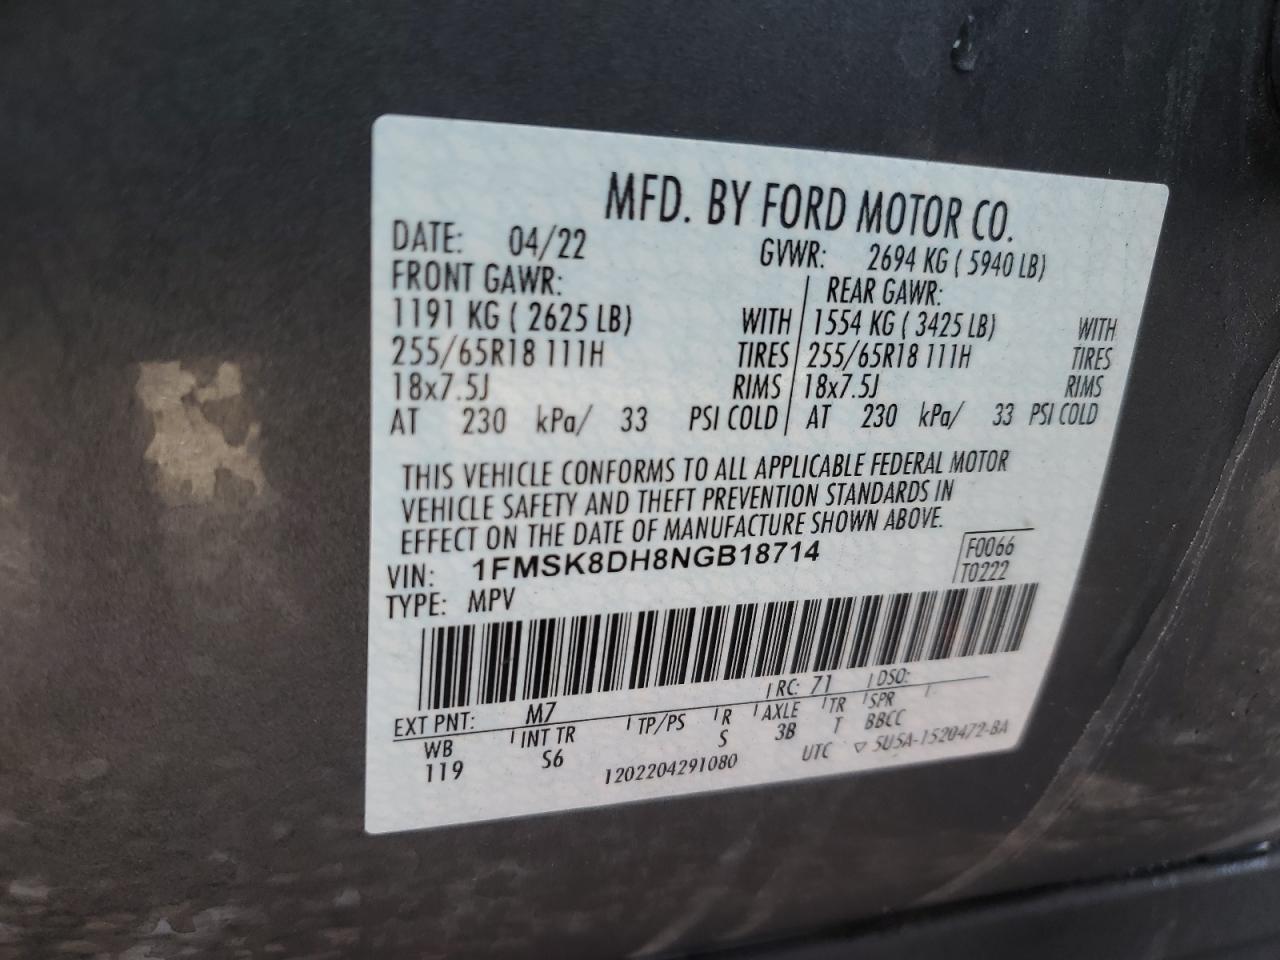 MFD. BY FORD MOTOR CO.
DATE: 04/22 GVWR: 2694 KG ( 5940 LB)
FRONT GAWR: REAR GAWR:
1191 KG ( 2625 LB) WITH 1554 KG ( 3425 LB) WITH
255/65R18 111H TIRES 255/65R18 111H TIRES
18x7.5J RIMS 18x7.5J RIMS
AT 230 kPa/ 33 PSI COLD AT 230 kPa/ 33 PSI COLD
THIS VEHICLE CONFORMS TO ALL APPLICABLE FEDERAL MOTOR
VEHICLE SAFETY AND THEFT PREVENTION STANDARDS IN
EFFECT ON THE DATE OF MANUFACTURE SHOWN ABOVE.
VIN: 1FMSK8DH8NGB18714 F0066
TYPE: MPV T0222
EXT PNT: M7 RC: 71 DSO:
WB INT TR TP/PS R AXLE TR SPR
119 S6 S 3B T BBCC
1202204291080 UTC ▽ 5U5A-1520472-BA